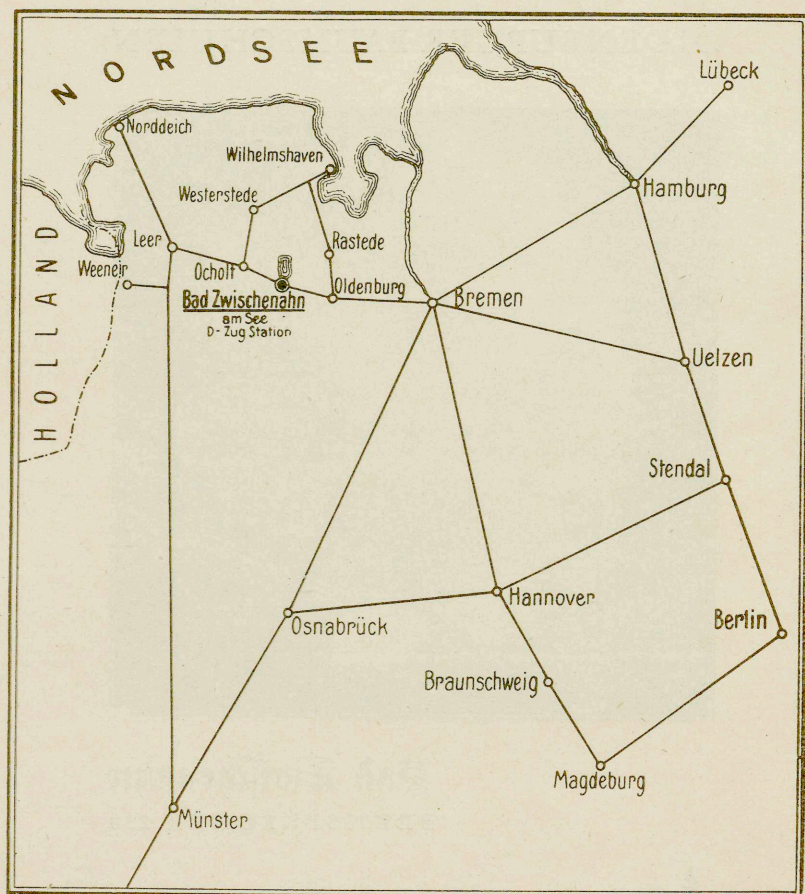 NORDSEE
Lübeck
Norddeich
Wilhelmshaven
Hamburg
Westerstede
HOLLAND
Leer
Rastede
Weeneir
Ocholt
Oldenburg
Bremen
Bad Zwischenahn
am See
D-Zug Station
Uelzen
Stendal
Hannover
Osnabrück
Berlin
Braunschweig
Magdeburg
Münster